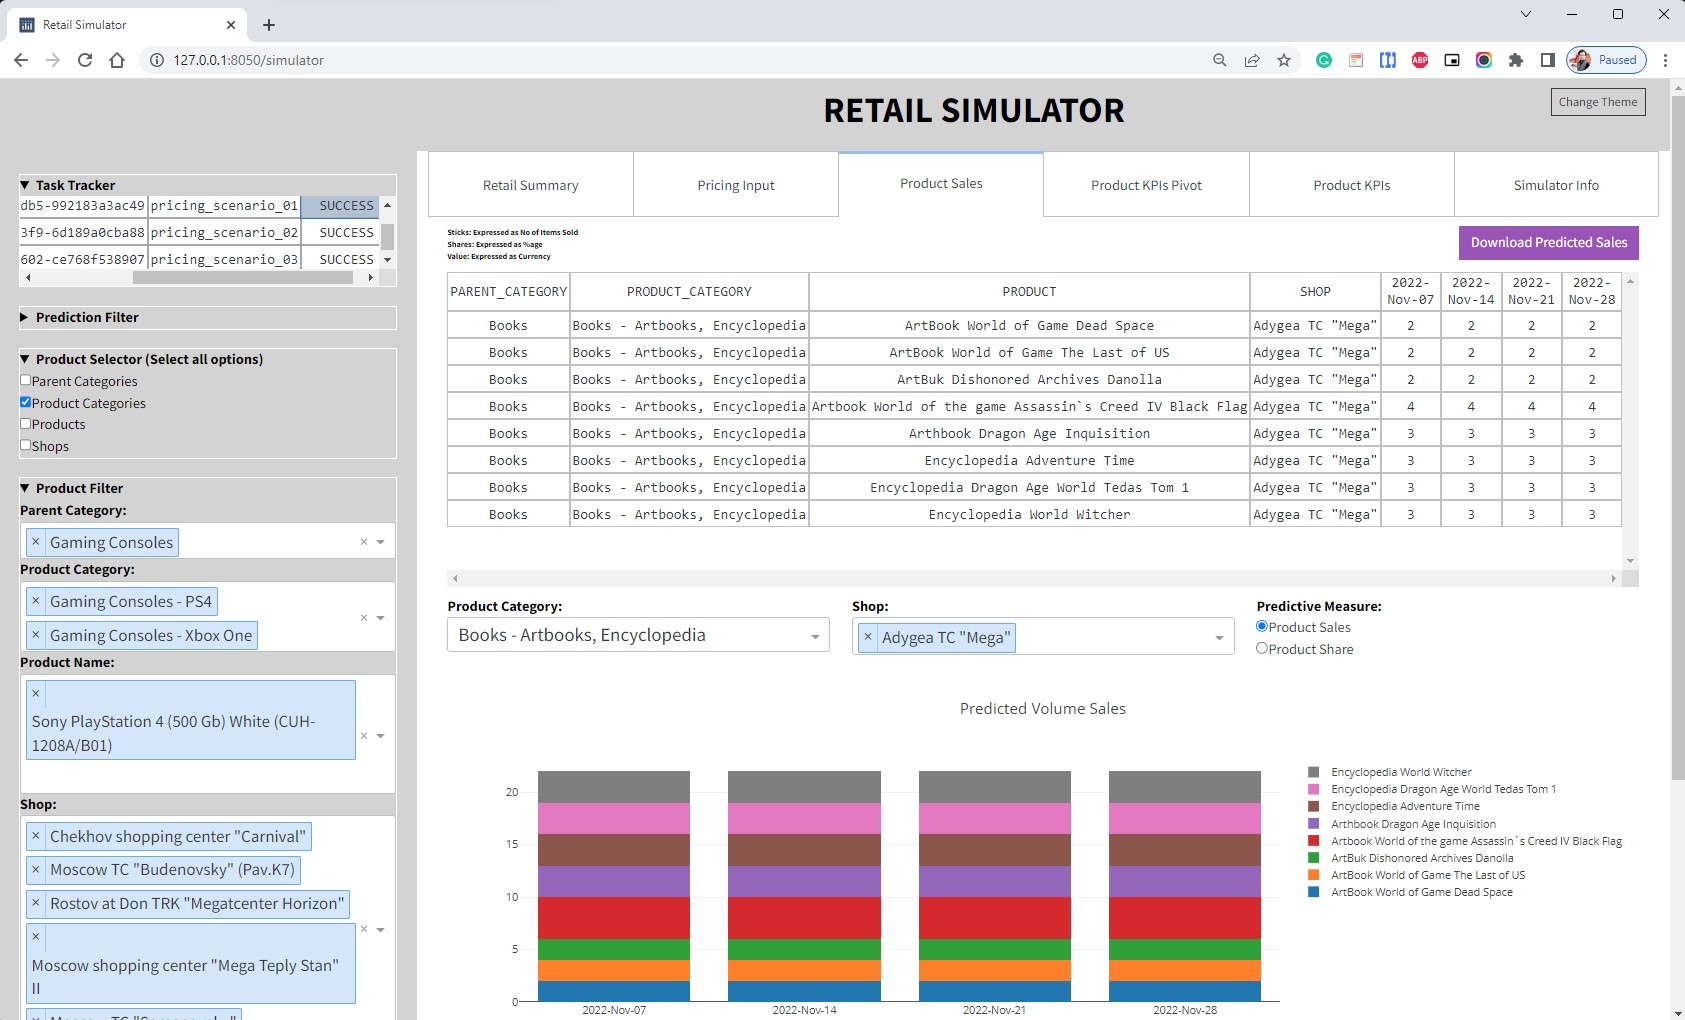 Retail Simulator
127.0.0.1:8050/simulator
ABP
Paused
RETAIL SIMULATOR
Change Theme
Task Tracker
db5-992183a3ac49 pricing_scenario_01 SUCCESS
3f9-6d189a0cba88 pricing_scenario_02 SUCCESS
602-ce768f538907 pricing_scenario_03 SUCCESS
Prediction Filter
Product Selector (Select all options)
Parent Categories
Product Categories
Products
Shops
Product Filter
Parent Category:
× Gaming Consoles
Product Category:
× Gaming Consoles - PS4
× Gaming Consoles - Xbox One
Product Name:
×
Sony PlayStation 4 (500 Gb) White (CUH-
1208A/B01)
Shop:
× Chekhov shopping center "Carnival"
× Moscow TC "Budenovsky" (Pav.K7)
× Rostov at Don TRK "Megatcenter Horizon"
×
Moscow shopping center "Mega Teply Stan"
II
Retail Summary
Pricing Input
Product Sales
Product KPIs Pivot
Product KPIs
Simulator Info
Sticks: Expressed as No of Items Sold
Shares: Expressed as %age
Value: Expressed as Currency
Download Predicted Sales
PARENT_CATEGORY PRODUCT_CATEGORY PRODUCT SHOP 2022-Nov-07 2022-Nov-14 2022-Nov-21 2022-Nov-28
Books Books - Artbooks, Encyclopedia ArtBook World of Game Dead Space Adygea TC "Mega" 2 2 2 2
Books Books - Artbooks, Encyclopedia ArtBook World of Game The Last of US Adygea TC "Mega" 2 2 2 2
Books Books - Artbooks, Encyclopedia ArtBuk Dishonored Archives Danolla Adygea TC "Mega" 2 2 2 2
Books Books - Artbooks, Encyclopedia Artbook World of the game Assassin`s Creed IV Black Flag Adygea TC "Mega" 4 4 4 4
Books Books - Artbooks, Encyclopedia Arthbook Dragon Age Inquisition Adygea TC "Mega" 3 3 3 3
Books Books - Artbooks, Encyclopedia Encyclopedia Adventure Time Adygea TC "Mega" 3 3 3 3
Books Books - Artbooks, Encyclopedia Encyclopedia Dragon Age World Tedas Tom 1 Adygea TC "Mega" 3 3 3 3
Books Books - Artbooks, Encyclopedia Encyclopedia World Witcher Adygea TC "Mega" 3 3 3 3
Product Category:
Books - Artbooks, Encyclopedia
Shop:
× Adygea TC "Mega"
Predictive Measure:
Product Sales
Product Share
Predicted Volume Sales
20
15
10
5
0
2022-Nov-07 2022-Nov-14 2022-Nov-21 2022-Nov-28
Encyclopedia World Witcher
Encyclopedia Dragon Age World Tedas Tom 1
Encyclopedia Adventure Time
Arthbook Dragon Age Inquisition
Artbook World of the game Assassin`s Creed IV Black Flag
ArtBuk Dishonored Archives Danolla
ArtBook World of Game The Last of US
ArtBook World of Game Dead Space